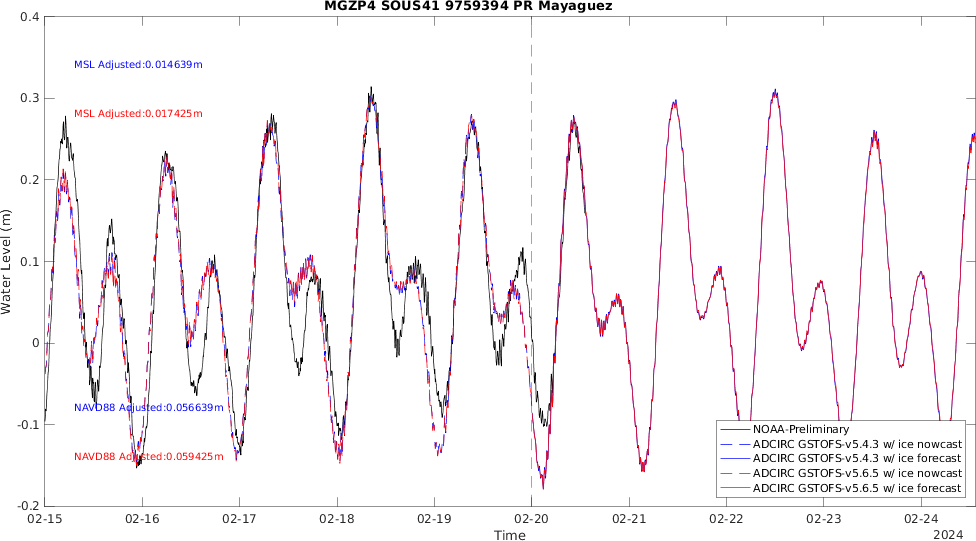 MGZP4 SOUS41 9759394 PR Mayaguez
0.4
0.3
0.2
0.1
0
-0.1
-0.2
Water Level (m)
MSL Adjusted:0.014639m
MSL Adjusted:0.017425m
NAVD88 Adjusted:0.056639m
NAVD88 Adjusted:0.059425m
NOAA-Preliminary
ADCIRC GSTOFS-v5.4.3 w/ ice nowcast
ADCIRC GSTOFS-v5.4.3 w/ ice forecast
ADCIRC GSTOFS-v5.6.5 w/ ice nowcast
ADCIRC GSTOFS-v5.6.5 w/ ice forecast
02-15 02-16 02-17 02-18 02-19 02-20 02-21 02-22 02-23 02-24
Time
2024